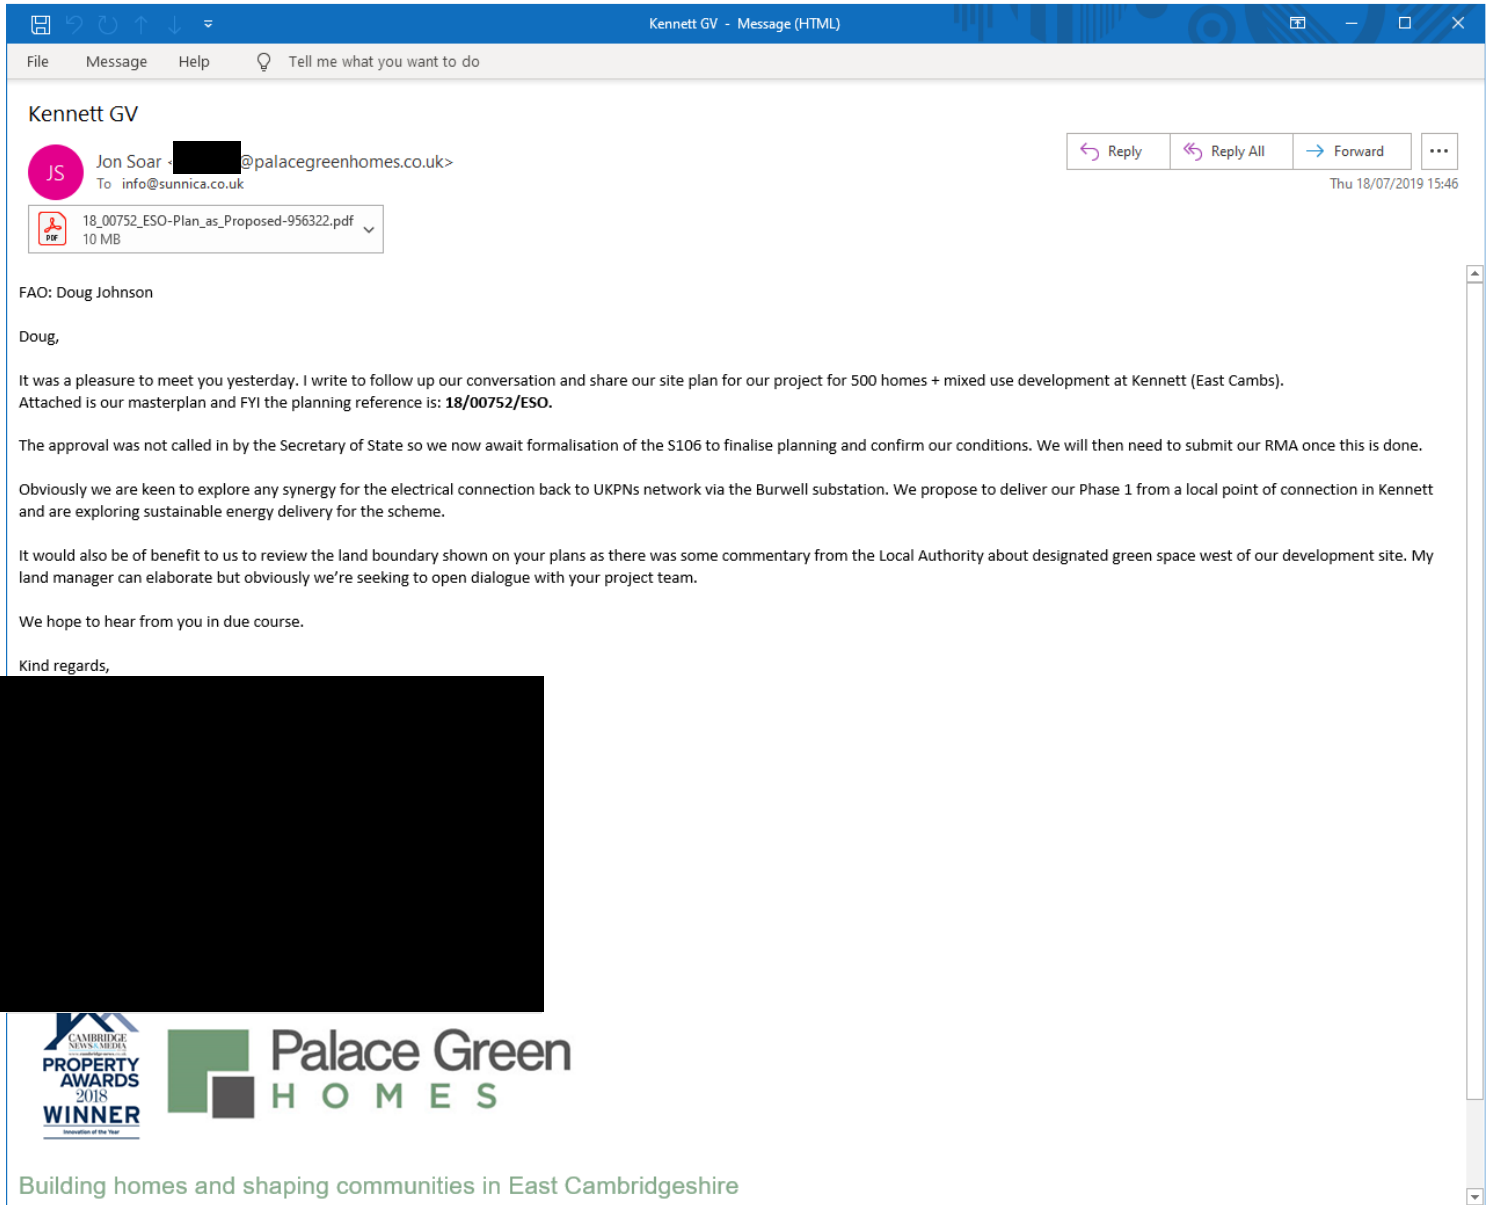 Kennett GV - Message (HTML)
File Message Help Tell me what you want to do
Kennett GV
JS
Jon Soar < @palacegreenhomes.co.uk>
To info@sunnica.co.uk
Reply Reply All Forward
Thu 18/07/2019 15:46
PDF
18_00752_ESO-Plan_as_Proposed-956322.pdf
10 MB
FAO: Doug Johnson
Doug,
It was a pleasure to meet you yesterday. I write to follow up our conversation and share our site plan for our project for 500 homes + mixed use development at Kennett (East Cambs).
Attached is our masterplan and FYI the planning reference is: 18/00752/ESO.
The approval was not called in by the Secretary of State so we now await formalisation of the S106 to finalise planning and confirm our conditions. We will then need to submit our RMA once this is done.
Obviously we are keen to explore any synergy for the electrical connection back to UKPNs network via the Burwell substation. We propose to deliver our Phase 1 from a local point of connection in Kennett
and are exploring sustainable energy delivery for the scheme.
It would also be of benefit to us to review the land boundary shown on your plans as there was some commentary from the Local Authority about designated green space west of our development site. My
land manager can elaborate but obviously we're seeking to open dialogue with your project team.
We hope to hear from you in due course.
Kind regards,
CAMBRIDGE
NEWS & MEDIA
PROPERTY
AWARDS
2018
WINNER
Innovation of the Year
Palace Green
HOMES
Building homes and shaping communities in East Cambridgeshire